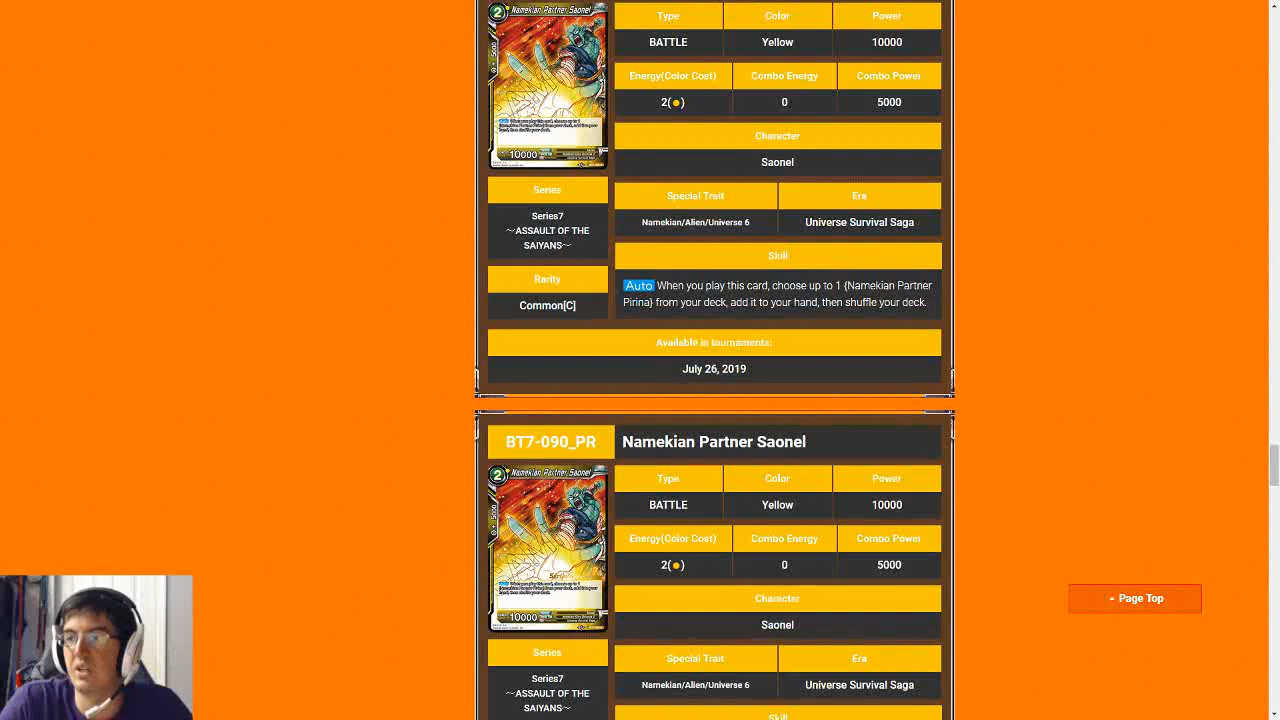 2 Namekian Partner Saonel
10000
Type Color Power
BATTLE Yellow 10000
Energy(Color Cost) Combo Energy Combo Power
2(●) 0 5000
Character
Saonel
Series
Special Trait Era
Series7
～ASSAULT OF THE
SAIYANS～
Namekian/Alien/Universe 6 Universe Survival Saga
Skill
Rarity
Common[C]
Auto When you play this card, choose up to 1 {Namekian Partner
Pirina} from your deck, add it to your hand, then shuffle your deck.
Available in tournaments:
July 26, 2019
BT7-090_PR Namekian Partner Saonel
2 Namekian Partner Saonel
10000
Type Color Power
BATTLE Yellow 10000
Energy(Color Cost) Combo Energy Combo Power
2(●) 0 5000
Character
Saonel
Series
Special Trait Era
Series7
～ASSAULT OF THE
SAIYANS～
Namekian/Alien/Universe 6 Universe Survival Saga
Skill
Page Top